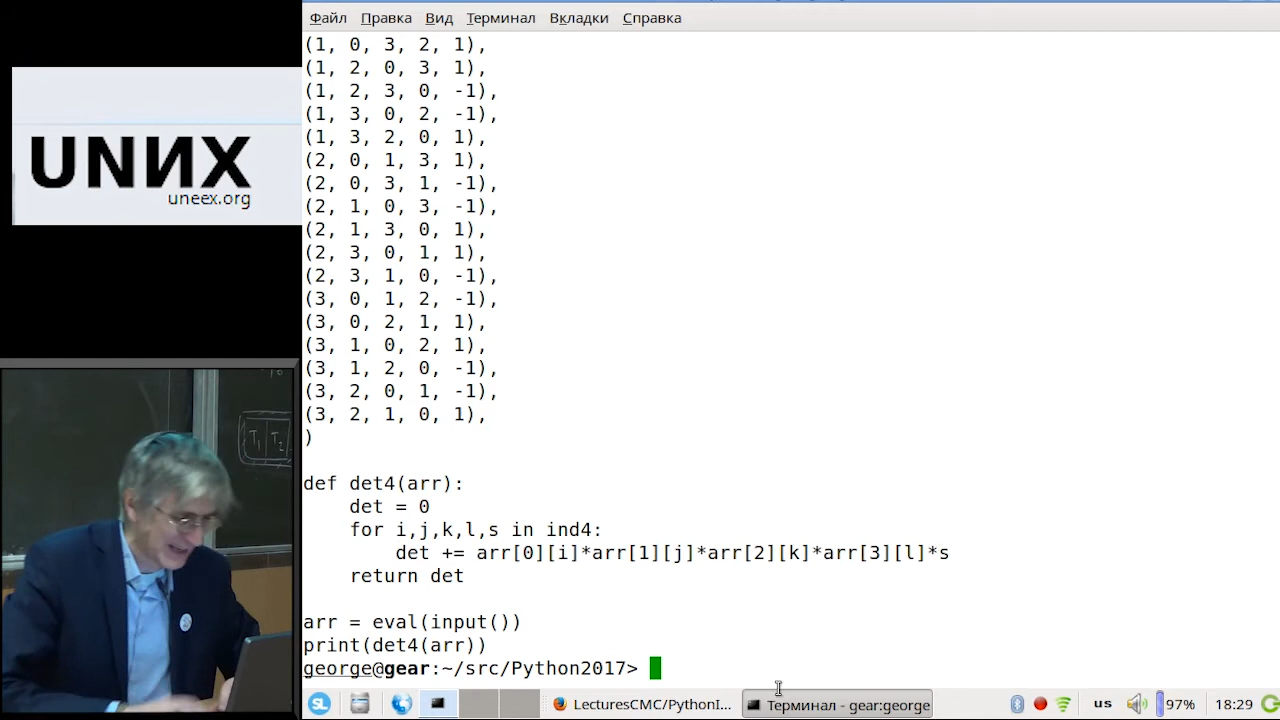 Файл Правка Вид Терминал Вкладки Справка
(1, 0, 3, 2, 1),
(1, 2, 0, 3, 1),
(1, 2, 3, 0, -1),
(1, 3, 0, 2, -1),
(1, 3, 2, 0, 1),
(2, 0, 1, 3, 1),
(2, 0, 3, 1, -1),
(2, 1, 0, 3, -1),
(2, 1, 3, 0, 1),
(2, 3, 0, 1, 1),
(2, 3, 1, 0, -1),
(3, 0, 1, 2, -1),
(3, 0, 2, 1, 1),
(3, 1, 0, 2, 1),
(3, 1, 2, 0, -1),
(3, 2, 0, 1, -1),
(3, 2, 1, 0, 1),
)
def det4(arr):
det = 0
for i,j,k,l,s in ind4:
det += arr[0][i]*arr[1][j]*arr[2][k]*arr[3][l]*s
return det
arr = eval(input())
print(det4(arr))
george@gear:~/src/Python2017>
UNИX
uneex.org
T1 T2
SL LecturesCMC/PythonI... Терминал - gear:george us 97% 18:29